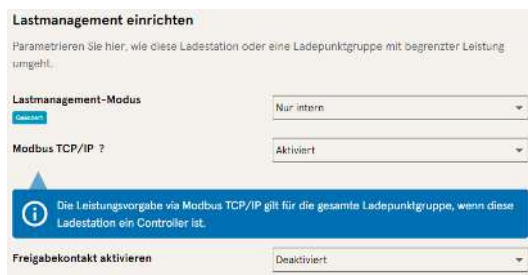 Lastmanagement einrichten
Parametrieren Sie hier, wie diese Ladestation oder eine Ladepunktgruppe mit begrenzter Leistung
umgeht.
Lastmanagement-Modus
Nur intern
Modbus TCP/IP ?
Aktiviert
Die Leistungsvorgabe via Modbus TCP/IP gilt für die gesamte Ladepunktgruppe, wenn diese
Ladestation ein Controller ist.
Freigabekontakt aktivieren
Deaktiviert